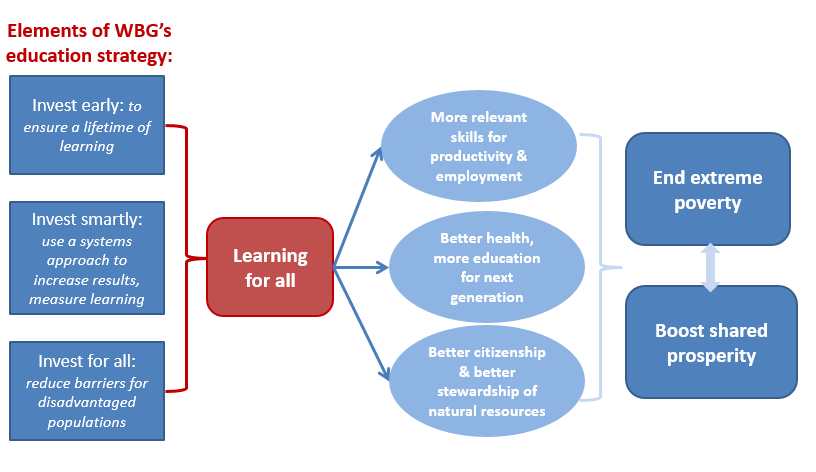 Elements of WBG's
education strategy:
Invest early: to
ensure a lifetime of
learning
Invest smartly:
use a systems
approach to
increase results,
measure learning
Invest for all:
reduce barriers for
disadvantaged
populations
Learning
for all
More relevant
skills for
productivity &
employment
Better health,
more education
for next
generation
Better citizenship
& better
stewardship of
natural resources
End extreme
poverty
Boost shared
prosperity